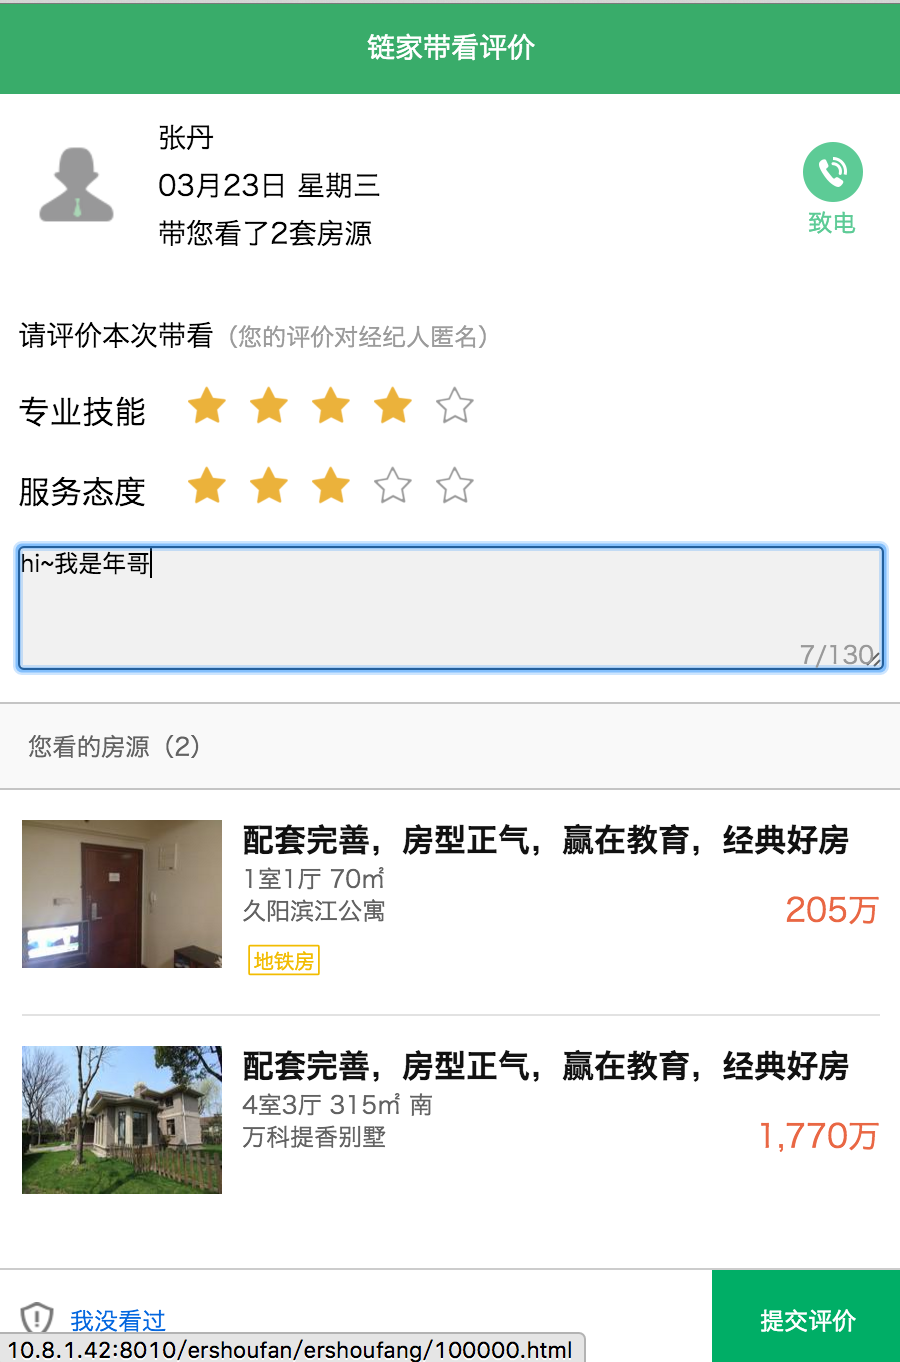 链家带看评价
张丹
03月23日 星期三
带您看了2套房源
致电
请评价本次带看（您的评价对经纪人匿名）
专业技能
服务态度
hi~我是年哥
7/130
您看的房源（2）
配套完善，房型正气，赢在教育，经典好房
1室1厅 70㎡
久阳滨江公寓
205万
地铁房
配套完善，房型正气，赢在教育，经典好房
4室3厅 315㎡ 南
万科提香别墅
1,770万
我没看过
提交评价
10.8.1.42:8010/ershoufan/ershoufang/100000.html